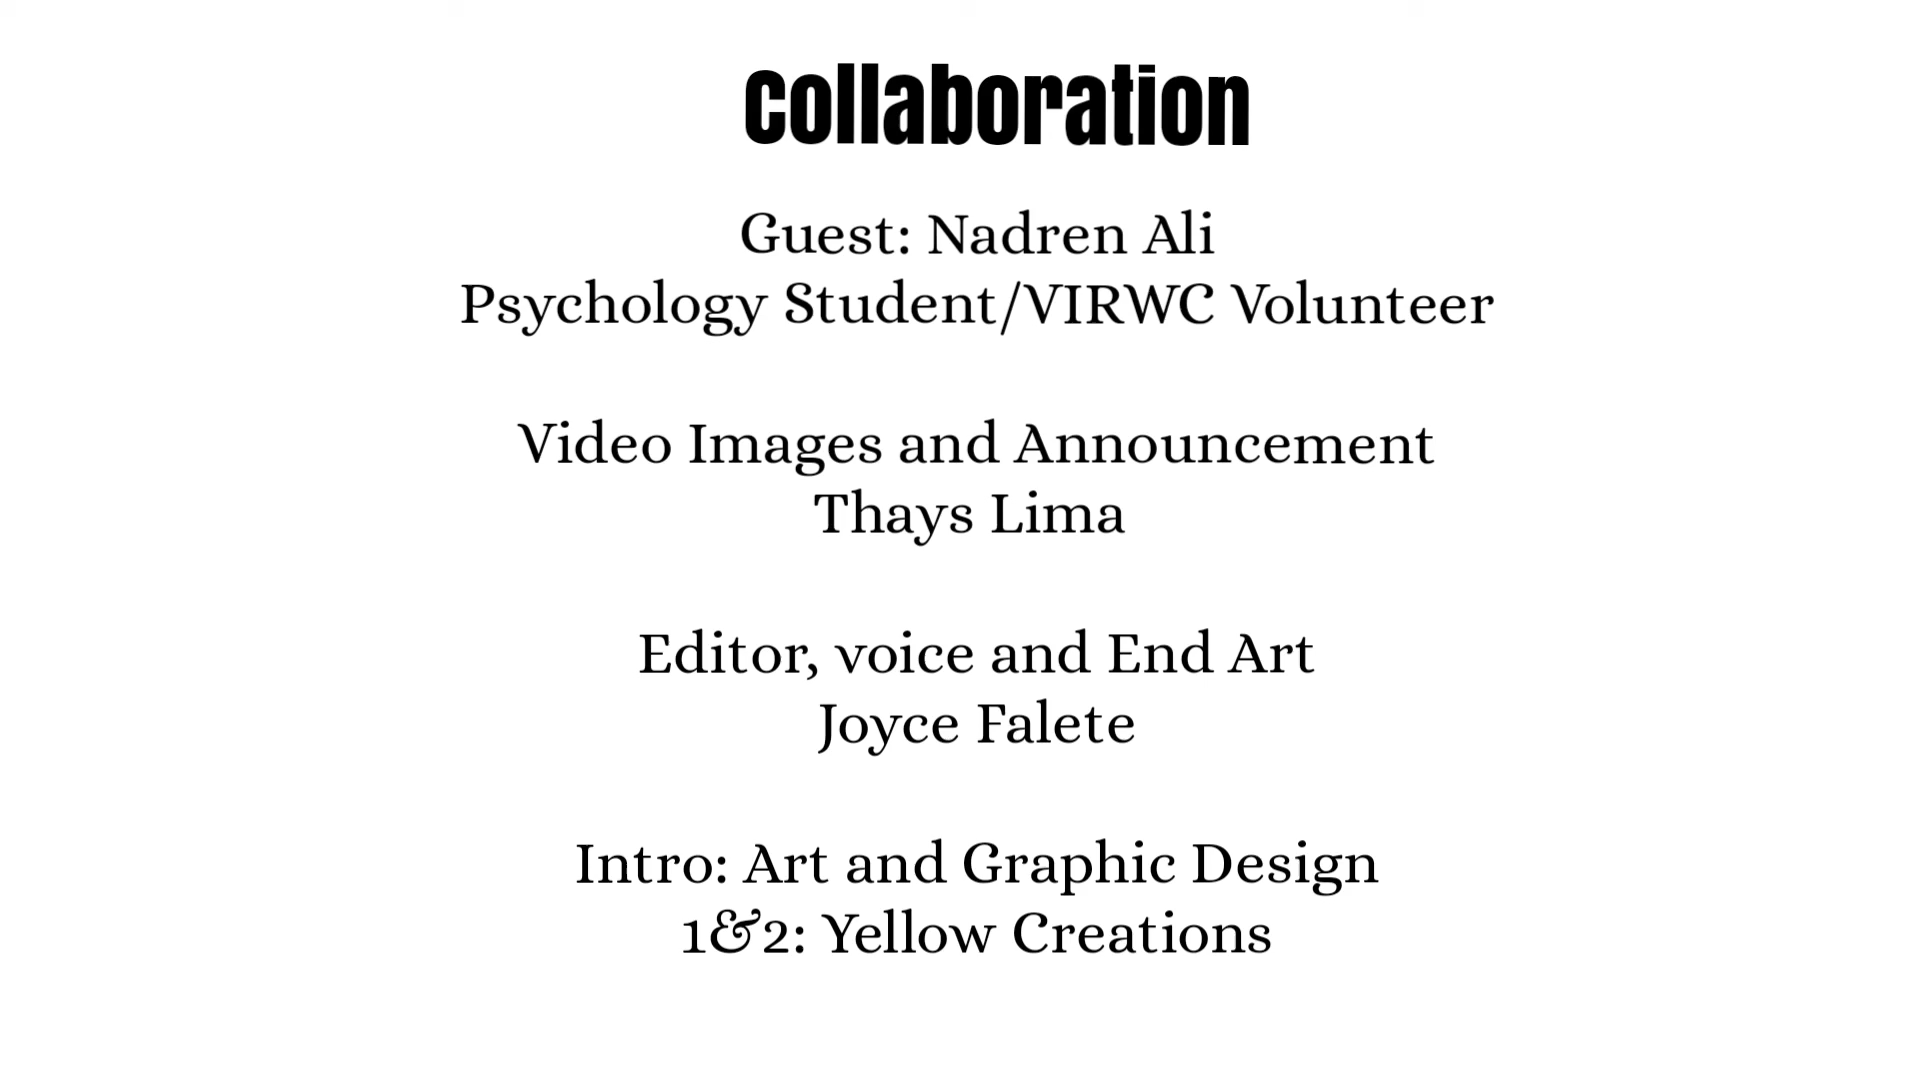 Collaboration
Guest: Nadren Ali
Psychology Student/VIRWC Volunteer
Video Images and Announcement
Thays Lima
Editor, voice and End Art
Joyce Falete
Intro: Art and Graphic Design
1&2: Yellow Creations